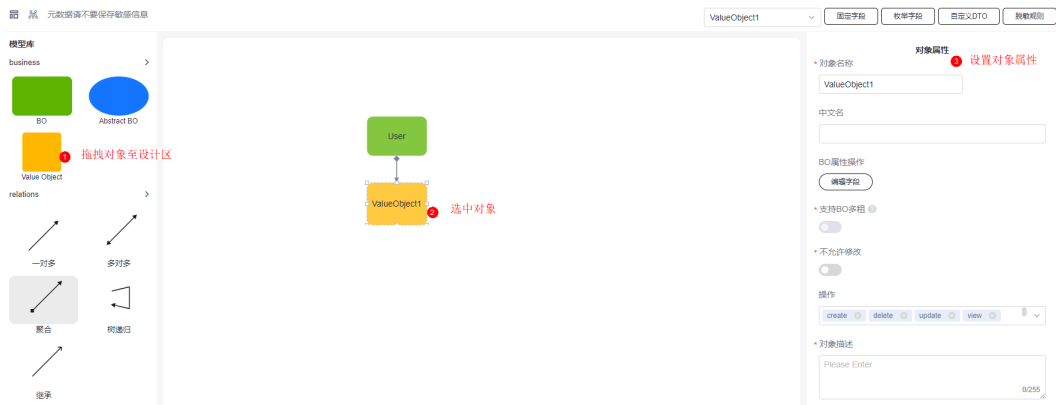 元数据请不要保存敏感信息
ValueObject1
固定字段
枚举字段
自定义DTO
脱敏规则
模型库
business
BO
Abstract BO
Value Object
1 拖拽对象至设计区
relations
一对多
多对多
聚合
树递归
继承
User
ValueObject1
2 选中对象
对象属性
3 设置对象属性
* 对象名称
ValueObject1
中文名
BO属性操作
编辑字段
* 支持BO多租
* 不允许修改
操作
create delete update view
* 对象描述
Please Enter
0/255